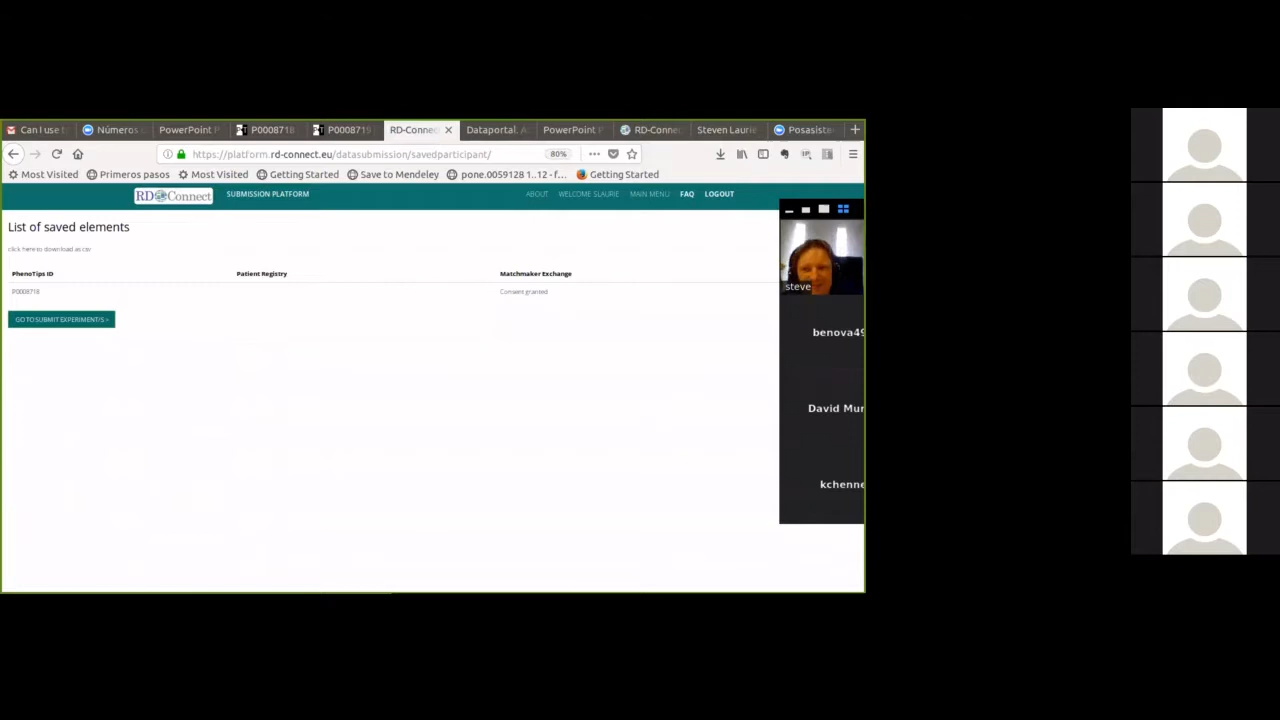 Can I use t Números PowerPoint P P0008718 P0008719 RD-Connec Dataportal. A PowerPoint P RD-Connec Steven Laurie Posasiste
https://platform.rd-connect.eu/datasubmission/savedparticipant/ 80%
Most Visited Primeros pasos Most Visited Getting Started Save to Mendeley pone.0059128 1..12 - f... Getting Started
RD Connect SUBMISSION PLATFORM ABOUT WELCOME SLAURIE MAIN MENU FAQ LOGOUT
List of saved elements
click here to download as csv
PhenoTips ID Patient Registry Matchmaker Exchange
P0008718 Consent granted
GO TO SUBMIT EXPERIMENT/S >
steve
benova49
David Mur
kchenne